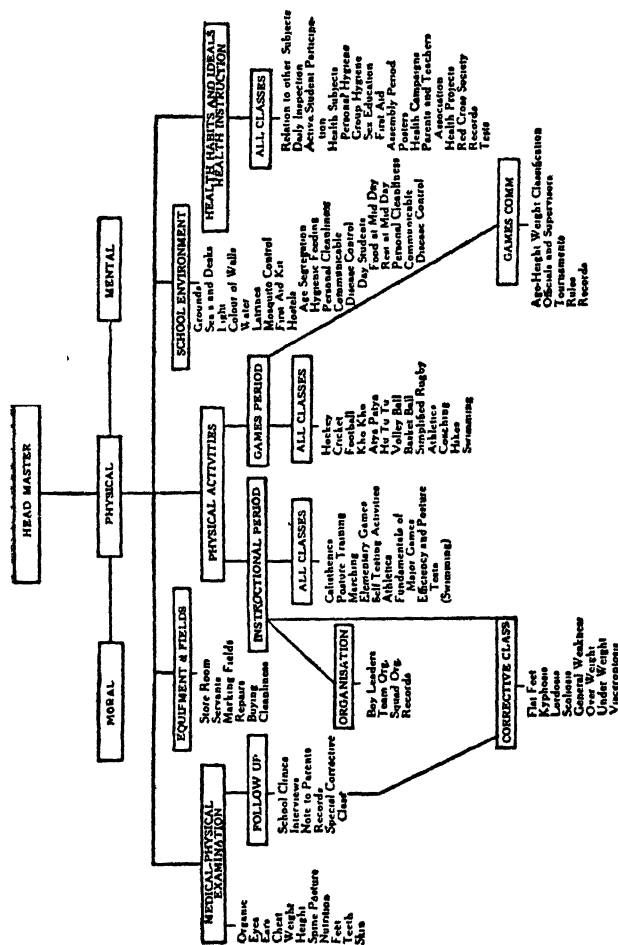 HEAD MASTER
MORAL
PHYSICAL
MENTAL
MEDICAL-PHYSICAL
EXAMINATION
Organic
Eyes
Ears
Chest
Weight
Height
Spine Posture
Nutrition
Feet
Teeth
Skin
FOLLOW UP
School Clinics
Interviews
Note to Parents
Records
Special Corrective
Class
EQUIPMENT & FIELDS
Store Room
Servants
Marking Fields
Repairs
Buying
Cleanliness
PHYSICAL ACTIVITIES
INSTRUCTIONAL PERIOD
ORGANISATION
Boy Leaders
Team Org.
Squad Org.
Records
ALL CLASSES
Calisthenics
Posture Training
Marching
Elementary Games
Self Testing Activities
Athletics
Fundamentals of
Major Games
Efficiency and Posture
Tests
(Swimming)
CORRECTIVE CLASS
Flat Feet
Kyphosis
Lordosis
Scoliosis
General Weakness
Over Weight
Under Weight
Visceroptosis
GAMES PERIOD
ALL CLASSES
Hockey
Cricket
Football
Kho Kho
Atya Patya
Hu Tu Tu
Volley Ball
Basket Ball
Simplified Rugby
Athletics
Coaching
Hikes
Swimming
GAMES COMM
Age-Height Weight Classification
Officials and Supervisors
Tournaments
Rules
Records
SCHOOL ENVIRONMENT
Grounds
Seats and Desks
Light
Colour of Walls
Water
Latrines
Mosquito Control
First Aid Kit
Hostels
Age Segregation
Hygienic Feeding
Personal Cleanliness
Communicable
Disease Control
Day Students
Food at Mid Day
Rest at Mid Day
Personal Cleanliness
Communicable
Disease Control
HEALTH HABITS AND IDEALS
HEALTH INSTRUCTION
ALL CLASSES
Relation to other Subjects
Daily Inspection
Active Student Participa-
tion
Health Subjects
Personal Hygiene
Group Hygiene
Sex Education
First Aid
Assembly Period
Posters
Health Campaigns
Parents and Teachers
Association
Health Projects
Red Cross Society
Records
Tests